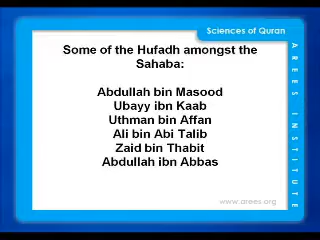 Sciences of Quran
Some of the Hufadh amongst the
Sahaba:
Abdullah bin Masood
Ubayy ibn Kaab
Uthman bin Affan
Ali bin Abi Talib
Zaid bin Thabit
Abdullah ibn Abbas
AREES INSTITUTE
www.arees.org